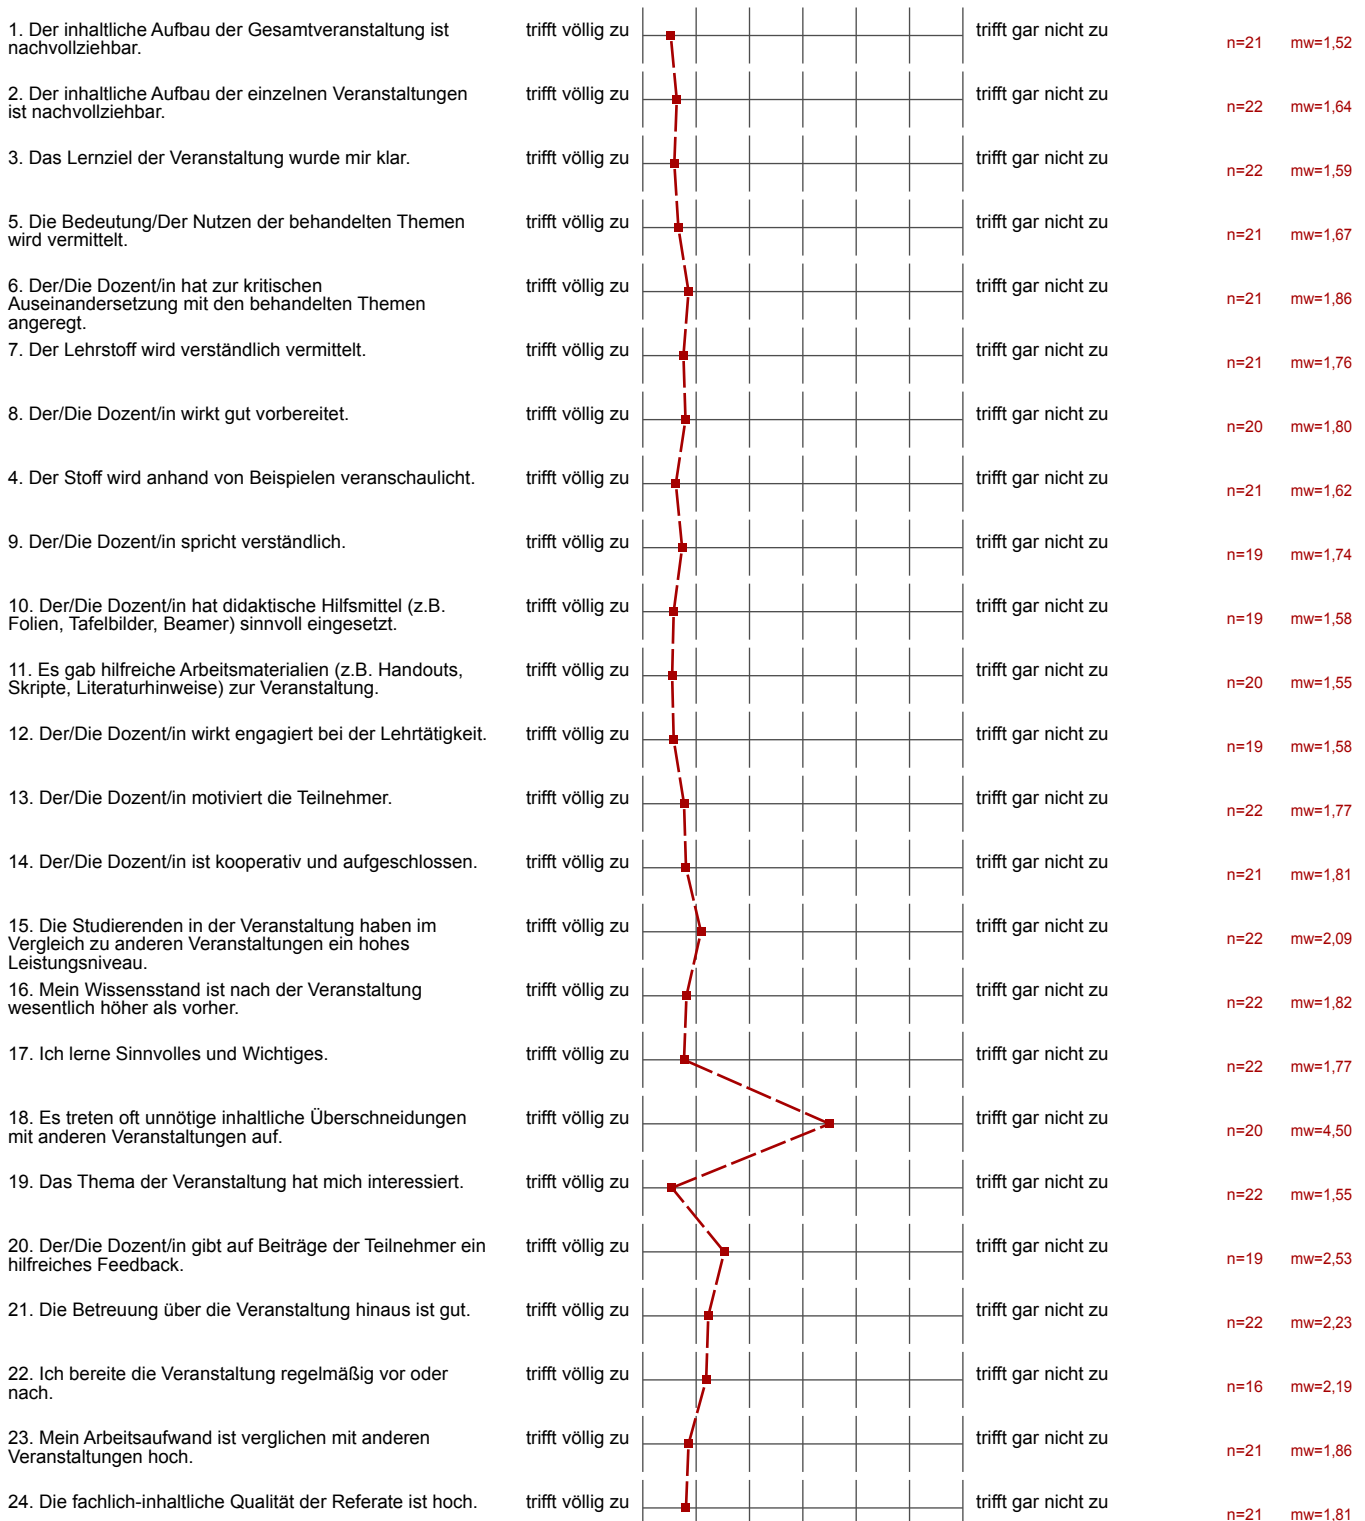 1. Der inhaltliche Aufbau der Gesamtveranstaltung ist
nachvollziehbar.
trifft völlig zu
trifft gar nicht zu
n=21 mw=1,52
2. Der inhaltliche Aufbau der einzelnen Veranstaltungen
ist nachvollziehbar.
trifft völlig zu
trifft gar nicht zu
n=22 mw=1,64
3. Das Lernziel der Veranstaltung wurde mir klar.
trifft völlig zu
trifft gar nicht zu
n=22 mw=1,59
5. Die Bedeutung/Der Nutzen der behandelten Themen
wird vermittelt.
trifft völlig zu
trifft gar nicht zu
n=21 mw=1,67
6. Der/Die Dozent/in hat zur kritischen
Auseinandersetzung mit den behandelten Themen
angeregt.
trifft völlig zu
trifft gar nicht zu
n=21 mw=1,86
7. Der Lehrstoff wird verständlich vermittelt.
trifft völlig zu
trifft gar nicht zu
n=21 mw=1,76
8. Der/Die Dozent/in wirkt gut vorbereitet.
trifft völlig zu
trifft gar nicht zu
n=20 mw=1,80
4. Der Stoff wird anhand von Beispielen veranschaulicht.
trifft völlig zu
trifft gar nicht zu
n=21 mw=1,62
9. Der/Die Dozent/in spricht verständlich.
trifft völlig zu
trifft gar nicht zu
n=19 mw=1,74
10. Der/Die Dozent/in hat didaktische Hilfsmittel (z.B.
Folien, Tafelbilder, Beamer) sinnvoll eingesetzt.
trifft völlig zu
trifft gar nicht zu
n=19 mw=1,58
11. Es gab hilfreiche Arbeitsmaterialien (z.B. Handouts,
Skripte, Literaturhinweise) zur Veranstaltung.
trifft völlig zu
trifft gar nicht zu
n=20 mw=1,55
12. Der/Die Dozent/in wirkt engagiert bei der Lehrtätigkeit.
trifft völlig zu
trifft gar nicht zu
n=19 mw=1,58
13. Der/Die Dozent/in motiviert die Teilnehmer.
trifft völlig zu
trifft gar nicht zu
n=22 mw=1,77
14. Der/Die Dozent/in ist kooperativ und aufgeschlossen.
trifft völlig zu
trifft gar nicht zu
n=21 mw=1,81
15. Die Studierenden in der Veranstaltung haben im
Vergleich zu anderen Veranstaltungen ein hohes
Leistungsniveau.
trifft völlig zu
trifft gar nicht zu
n=22 mw=2,09
16. Mein Wissensstand ist nach der Veranstaltung
wesentlich höher als vorher.
trifft völlig zu
trifft gar nicht zu
n=22 mw=1,82
17. Ich lerne Sinnvolles und Wichtiges.
trifft völlig zu
trifft gar nicht zu
n=22 mw=1,77
18. Es treten oft unnötige inhaltliche Überschneidungen
mit anderen Veranstaltungen auf.
trifft völlig zu
trifft gar nicht zu
n=20 mw=4,50
19. Das Thema der Veranstaltung hat mich interessiert.
trifft völlig zu
trifft gar nicht zu
n=22 mw=1,55
20. Der/Die Dozent/in gibt auf Beiträge der Teilnehmer ein
hilfreiches Feedback.
trifft völlig zu
trifft gar nicht zu
n=19 mw=2,53
21. Die Betreuung über die Veranstaltung hinaus ist gut.
trifft völlig zu
trifft gar nicht zu
n=22 mw=2,23
22. Ich bereite die Veranstaltung regelmäßig vor oder
nach.
trifft völlig zu
trifft gar nicht zu
n=16 mw=2,19
23. Mein Arbeitsaufwand ist verglichen mit anderen
Veranstaltungen hoch.
trifft völlig zu
trifft gar nicht zu
n=21 mw=1,86
24. Die fachlich-inhaltliche Qualität der Referate ist hoch.
trifft völlig zu
trifft gar nicht zu
n=21 mw=1,81